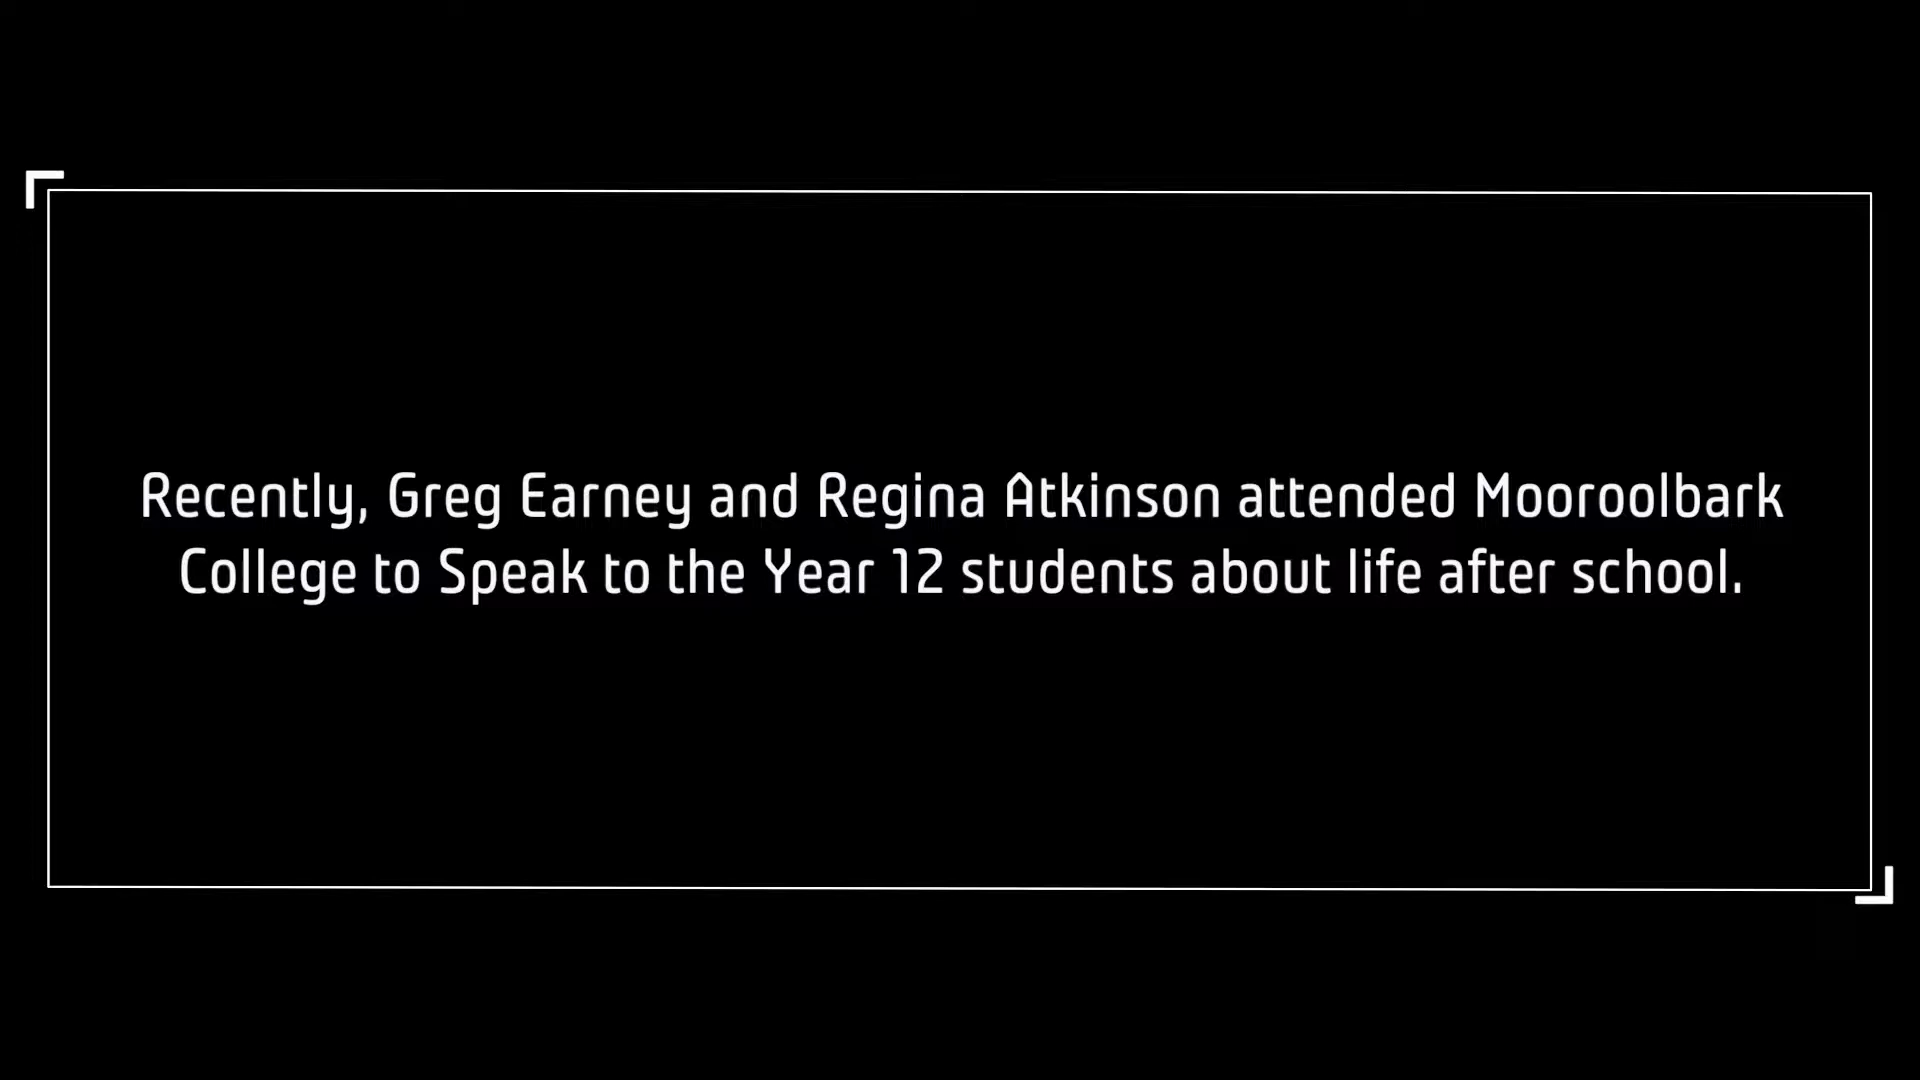 Recently, Greg Earney and Regina Atkinson attended Mooroolbark
College to Speak to the Year 12 students about life after school.